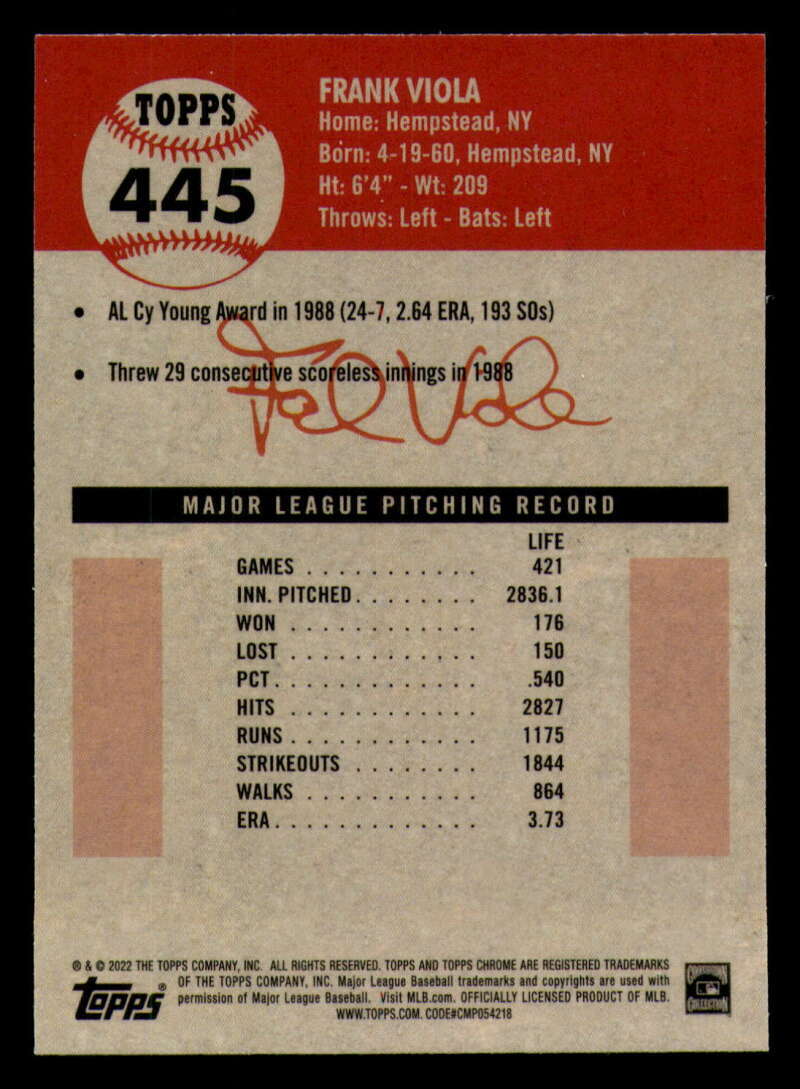 TOPPS
445
FRANK VIOLA
Home: Hempstead, NY
Born: 4-19-60, Hempstead, NY
Ht: 6'4" - Wt: 209
Throws: Left - Bats: Left
• AL Cy Young Award in 1988 (24-7, 2.64 ERA, 193 SOs)
• Threw 29 consecutive scoreless innings in 1988
Frank Viola
MAJOR LEAGUE PITCHING RECORD
LIFE
GAMES . . . . . . . . . . . 421
INN. PITCHED. . . . . . . . 2836.1
WON . . . . . . . . . . . . 176
LOST . . . . . . . . . . . . 150
PCT. . . . . . . . . . . . . .540
HITS . . . . . . . . . . . . 2827
RUNS . . . . . . . . . . . . 1175
STRIKEOUTS . . . . . . . . 1844
WALKS . . . . . . . . . . . 864
ERA. . . . . . . . . . . . . 3.73
® & © 2022 THE TOPPS COMPANY, INC. ALL RIGHTS RESERVED. TOPPS AND TOPPS CHROME ARE REGISTERED TRADEMARKS
OF THE TOPPS COMPANY, INC. Major League Baseball trademarks and copyrights are used with
permission of Major League Baseball. Visit MLB.com. OFFICIALLY LICENSED PRODUCT OF MLB.
WWW.TOPPS.COM. CODE#CMP054218
Topps®
COOPERSTOWN
COLLECTION